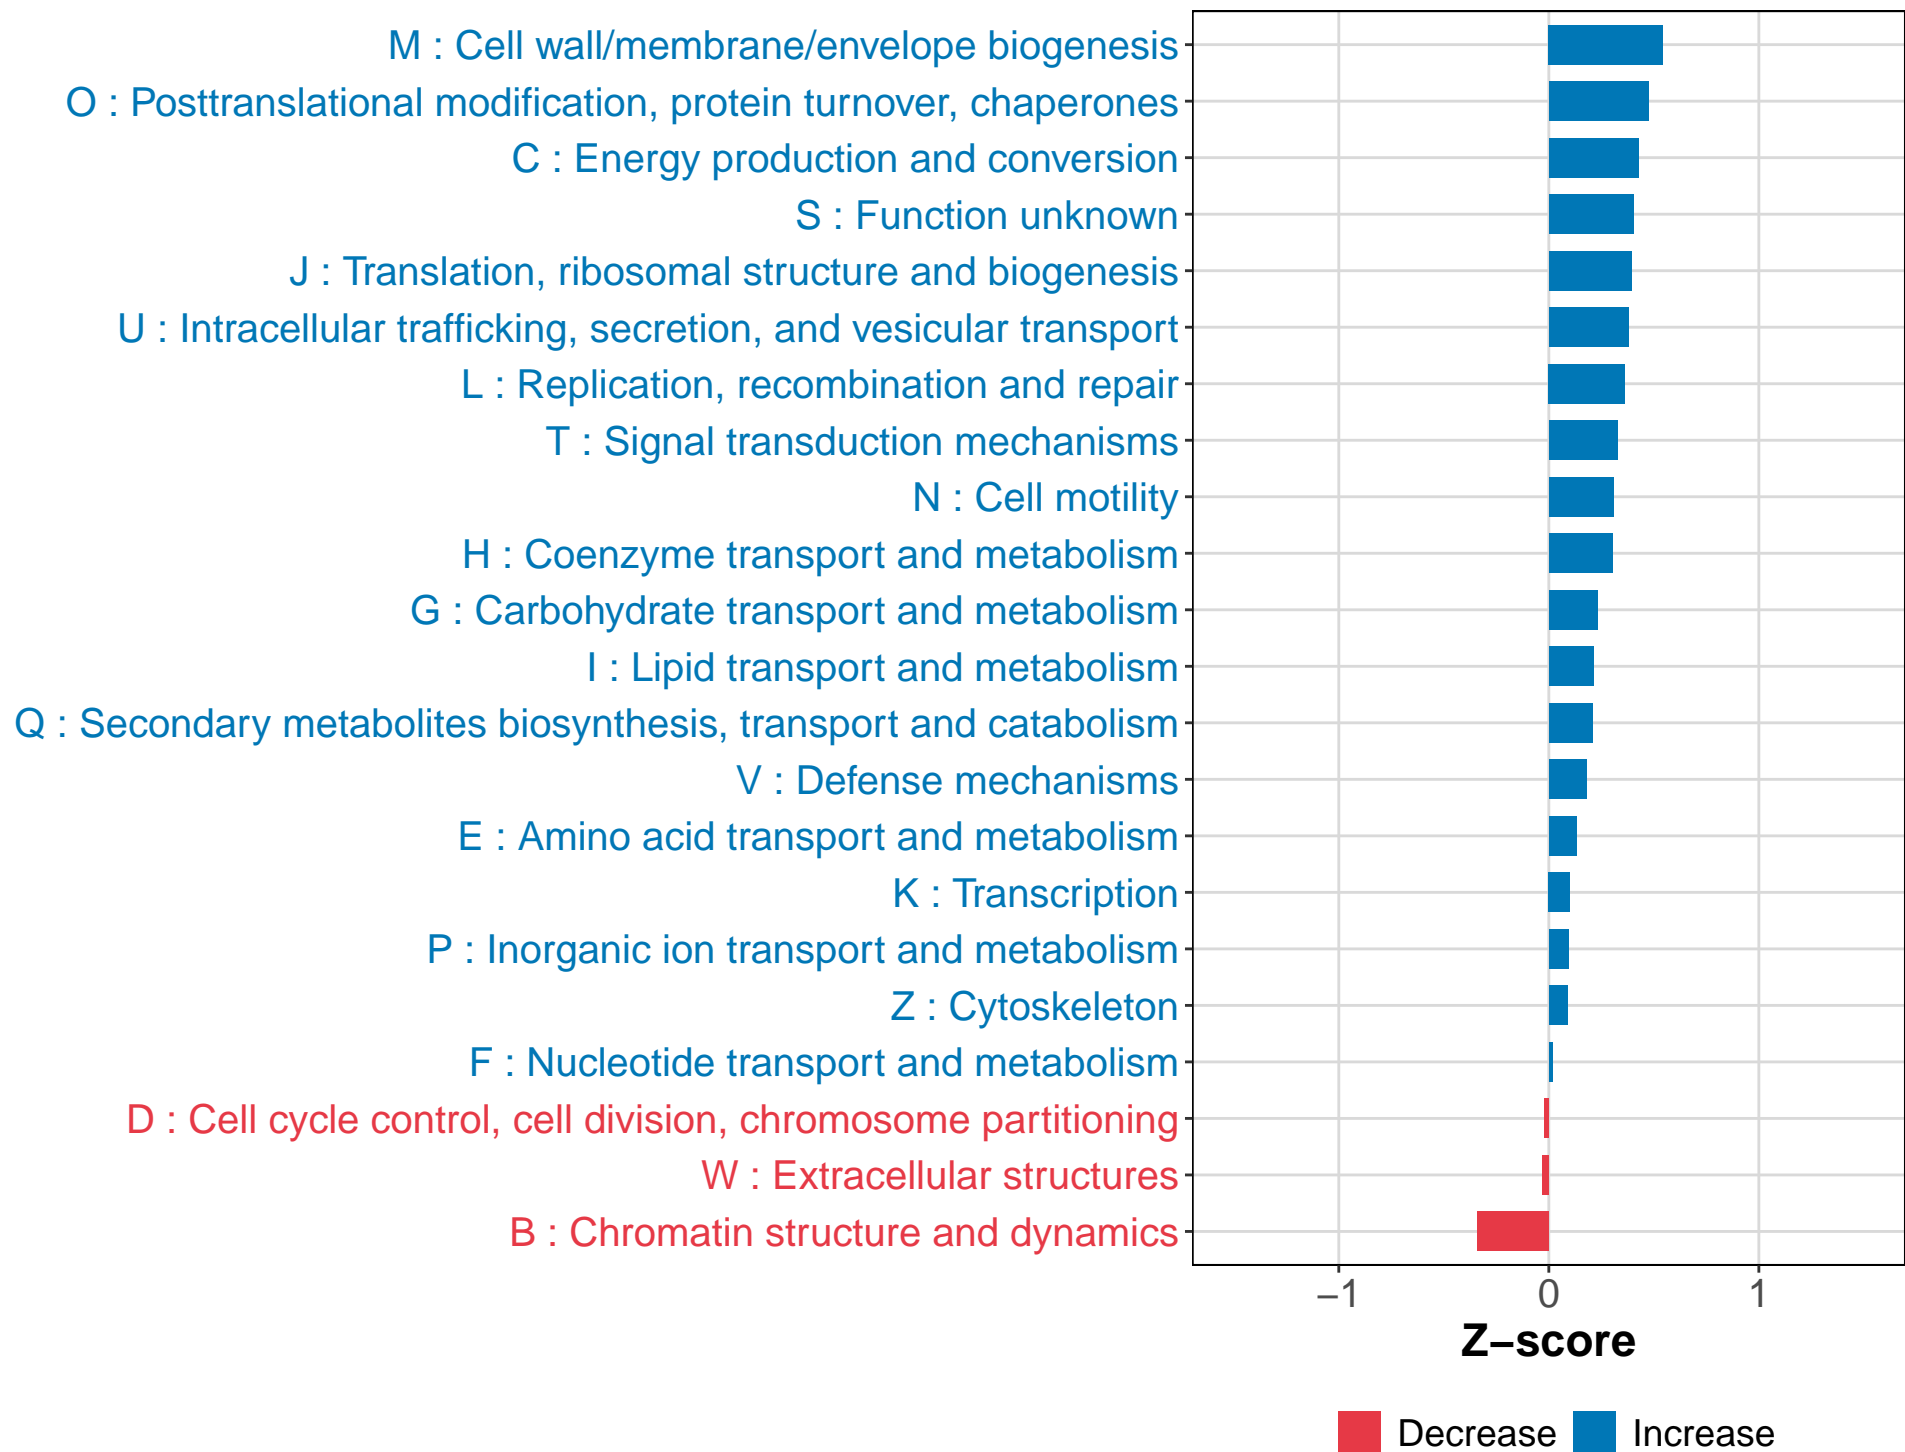 M : Cell wall/membrane/envelope biogenesis
O : Posttranslational modification, protein turnover, chaperones
C : Energy production and conversion
S : Function unknown
J : Translation, ribosomal structure and biogenesis
U : Intracellular trafficking, secretion, and vesicular transport
L : Replication, recombination and repair
T : Signal transduction mechanisms
N : Cell motility
H : Coenzyme transport and metabolism
G : Carbohydrate transport and metabolism
I : Lipid transport and metabolism
Q : Secondary metabolites biosynthesis, transport and catabolism
V : Defense mechanisms
E : Amino acid transport and metabolism
K : Transcription
P : Inorganic ion transport and metabolism
Z : Cytoskeleton
F : Nucleotide transport and metabolism
D : Cell cycle control, cell division, chromosome partitioning
W : Extracellular structures
B : Chromatin structure and dynamics
−1 0 1
Z−score
Decrease Increase